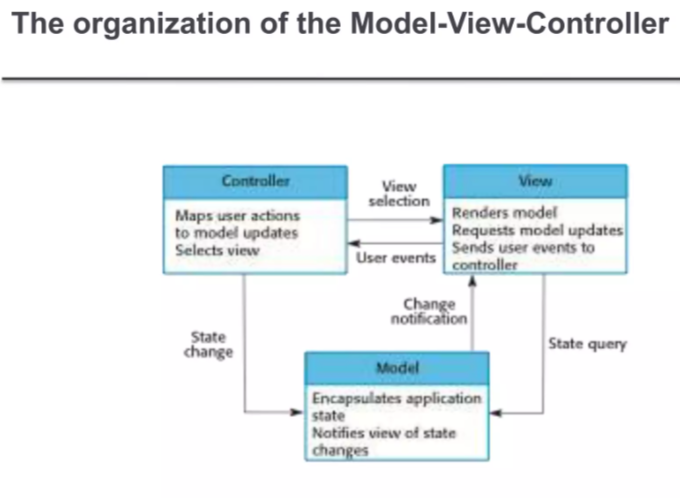 The organization of the Model-View-Controller
Controller
Maps user actions
to model updates
Selects view
View
selection
User events
View
Renders model
Requests model updates
Sends user events to
controller
State
change
Change
notification
State query
Model
Encapsulates application
state
Notifies view of state
changes